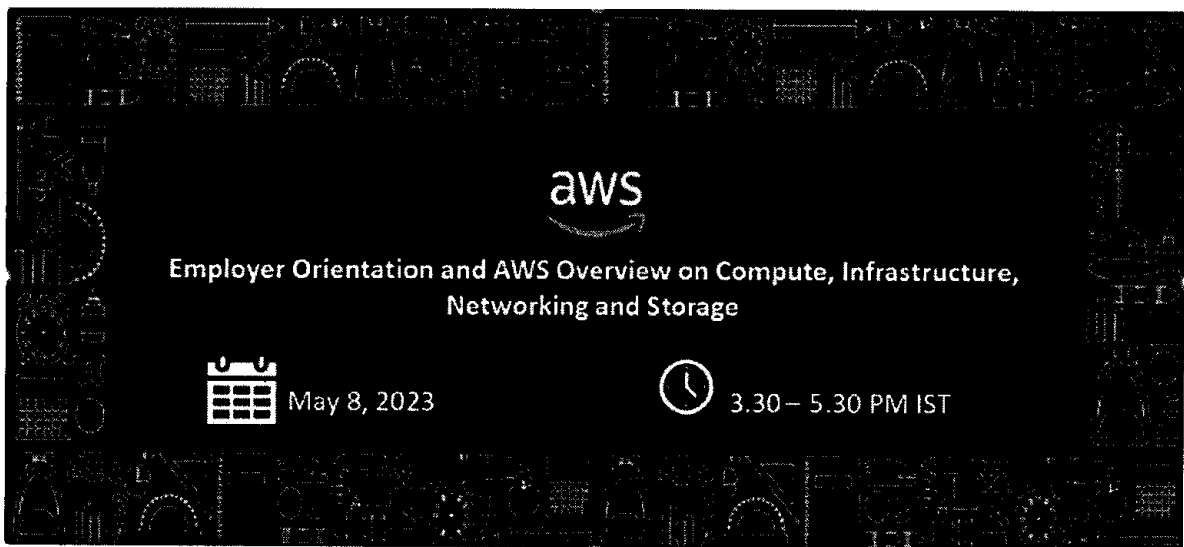 aws
Employer Orientation and AWS Overview on Compute, Infrastructure,
Networking and Storage
May 8, 2023
3.30 – 5.30 PM IST